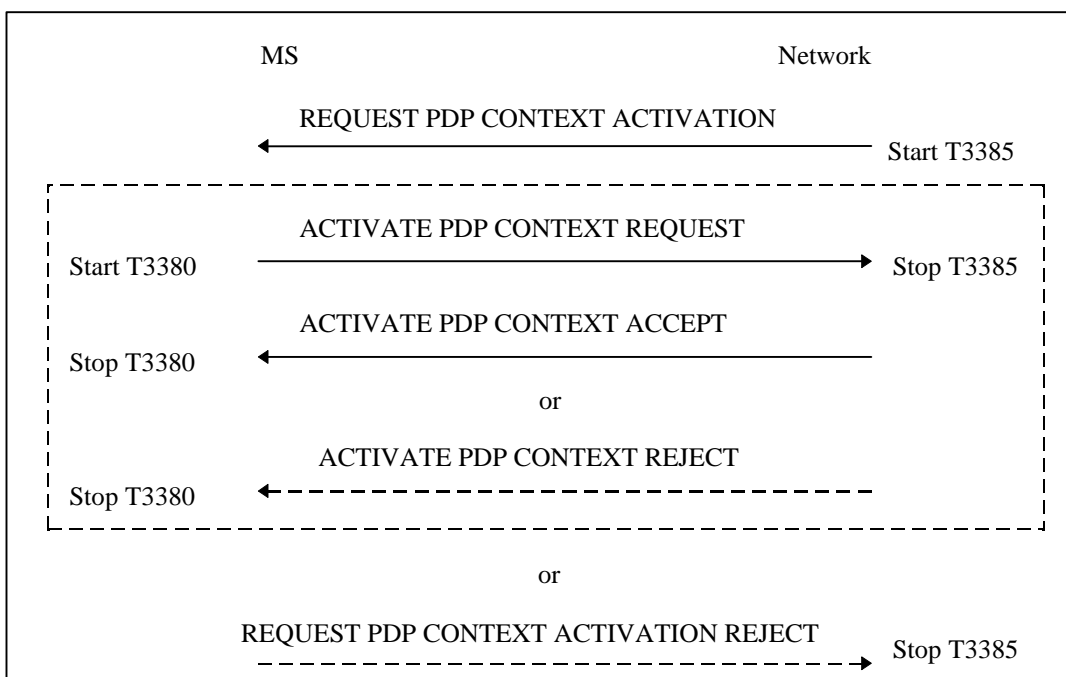 MS Network
REQUEST PDP CONTEXT ACTIVATION
Start T3385
ACTIVATE PDP CONTEXT REQUEST
Start T3380 Stop T3385
ACTIVATE PDP CONTEXT ACCEPT
Stop T3380
or
ACTIVATE PDP CONTEXT REJECT
Stop T3380
or
REQUEST PDP CONTEXT ACTIVATION REJECT
Stop T3385